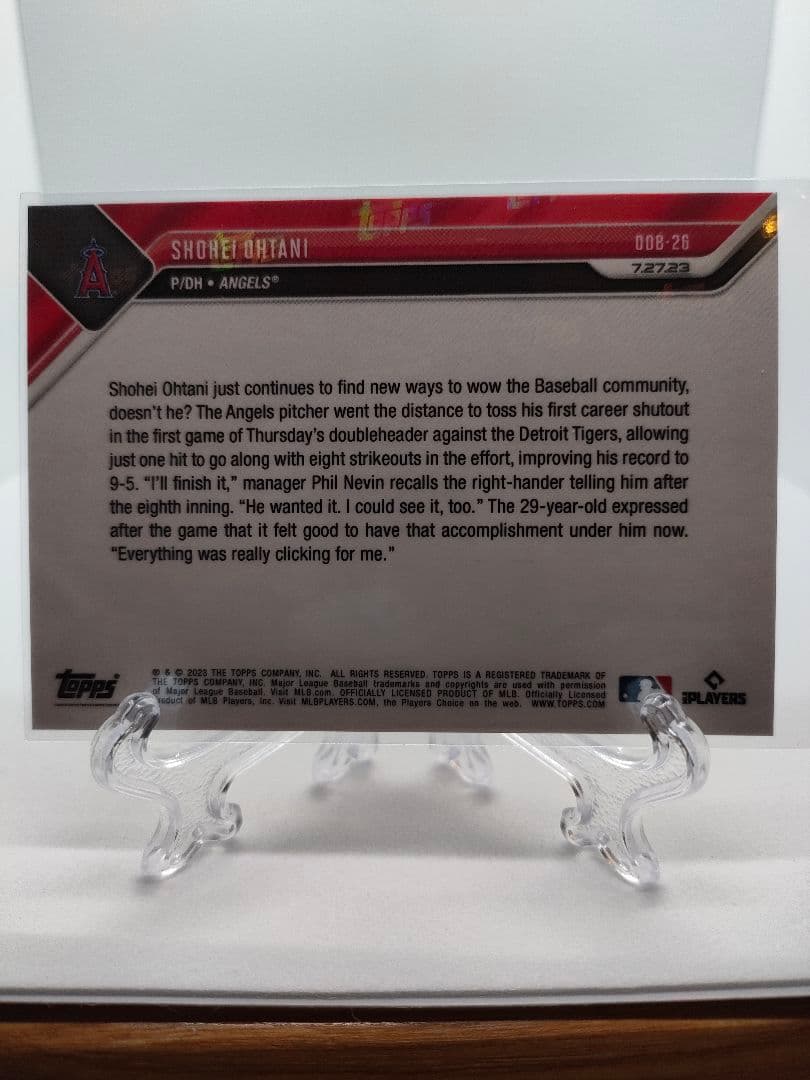 topps
SHOHEI OHTANI
OOB-26
7.27.23
A
P/DH • ANGELS®
Shohei Ohtani just continues to find new ways to wow the Baseball community,
doesn't he? The Angels pitcher went the distance to toss his first career shutout
in the first game of Thursday's doubleheader against the Detroit Tigers, allowing
just one hit to go along with eight strikeouts in the effort, improving his record to
9-5. “I'll finish it,” manager Phil Nevin recalls the right-hander telling him after
the eighth inning. “He wanted it. I could see it, too.” The 29-year-old expressed
after the game that it felt good to have that accomplishment under him now.
“Everything was really clicking for me.”
topps
® & © 2023 THE TOPPS COMPANY, INC. ALL RIGHTS RESERVED. TOPPS IS A REGISTERED TRADEMARK OF
THE TOPPS COMPANY, INC. Major League Baseball trademarks and copyrights are used with permission
of Major League Baseball. Visit MLB.com. OFFICIALLY LICENSED PRODUCT OF MLB. Officially Licensed
Product of MLB Players, Inc. Visit MLBPLAYERS.COM, the Players Choice on the web. WWW.TOPPS.COM
PLAYERS